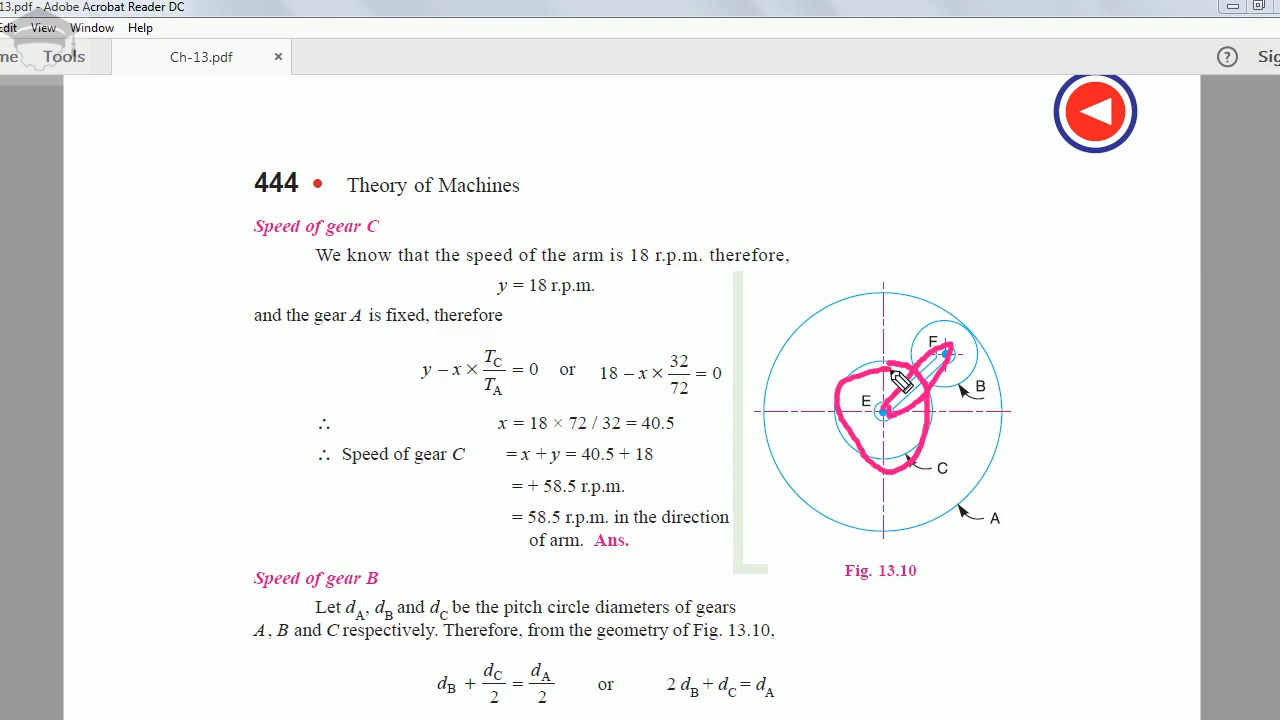 13.pdf - Adobe Acrobat Reader DC
Edit View Window Help
me Tools Ch-13.pdf × ? Sig
444 • Theory of Machines
Speed of gear C
We know that the speed of the arm is 18 r.p.m. therefore,
y = 18 r.p.m.
and the gear A is fixed, therefore
y – x × T_C/T_A = 0 or 18 – x × 32/72 = 0
∴ x = 18 × 72 / 32 = 40.5
∴ Speed of gear C = x + y = 40.5 + 18
= + 58.5 r.p.m.
= 58.5 r.p.m. in the direction
of arm. Ans.
F
B
E
C
A
Fig. 13.10
Speed of gear B
Let d_A, d_B and d_C be the pitch circle diameters of gears
A, B and C respectively. Therefore, from the geometry of Fig. 13.10,
d_B + d_C/2 = d_A/2 or 2 d_B + d_C = d_A